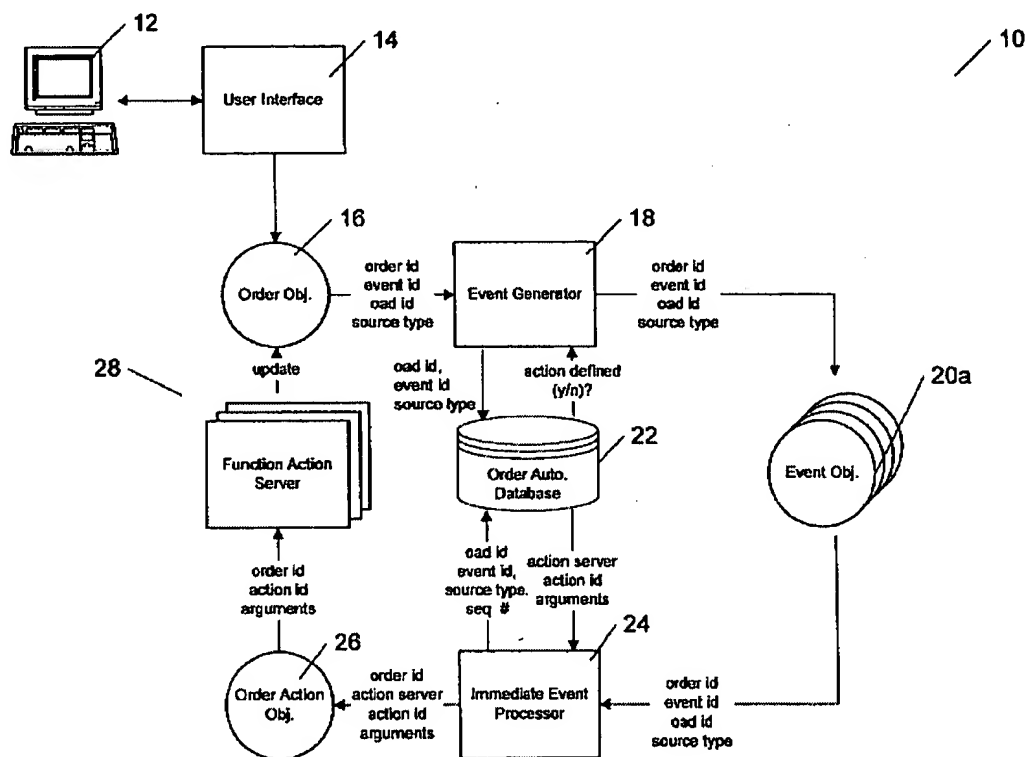 12
14
10
User Interface
16
18
Order Obj.
order id
event id
oad id
source type
Event Generator
order id
event id
oad id
source type
update
28
oad id,
event id
source type
action defined
(y/n)?
20a
22
Function Action
Server
Order Auto.
Database
Event Obj.
order id
action id
arguments
oad id
event id,
source type,
seq #
action server
action id
arguments
26
24
Order Action
Obj.
order id
action server
action id
arguments
Immediate Event
Processor
order id
event id
oad id
source type